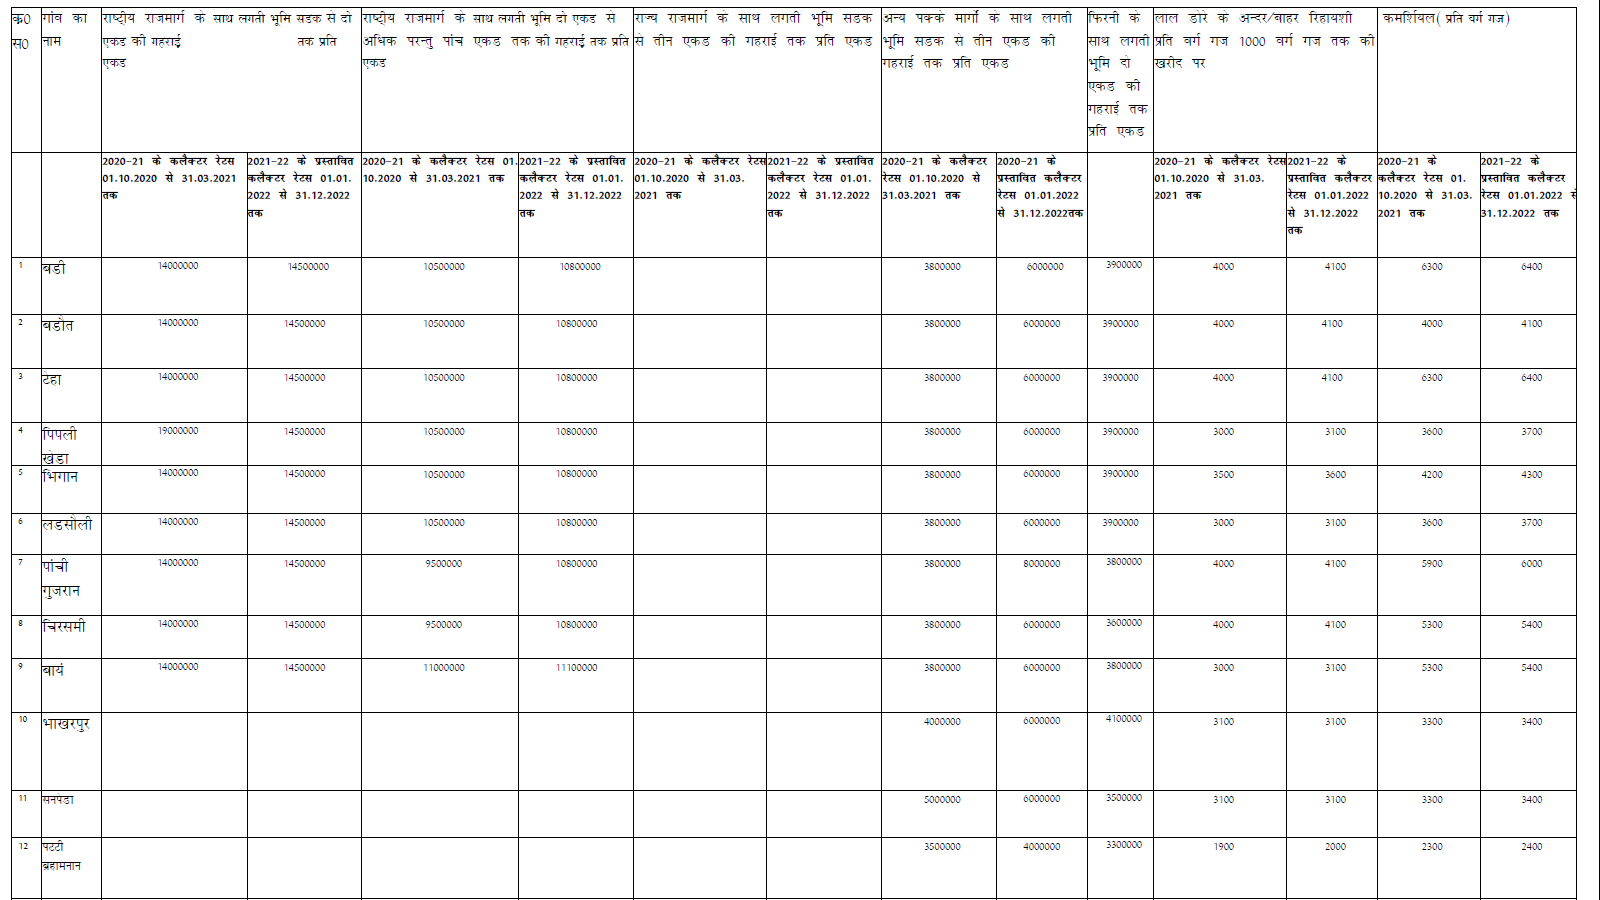 क0 स0 गांव का नाम राष्ट्रीय राजमार्ग के साथ लगती भूमि सडक से दो एकड की गहराई तक प्रति एकड राष्ट्रीय राजमार्ग के साथ लगती भूमि दो एकड से अधिक परन्तु पांच एकड तक की गहराई तक प्रति एकड राज्य राजमार्ग के साथ लगती भूमि सडक से तीन एकड की गहराई तक प्रति एकड अन्य पक्के मार्गो के साथ लगती भूमि सडक से तीन एकड की गहराई तक प्रति एकड फिरनी के साथ लगती भूमि दो एकड की गहराई तक प्रति एकड लाल डोरे के अन्दर/बाहर रिहायशी प्रति वर्ग गज 1000 वर्ग गज तक की खरीद पर कमर्शियल( प्रति वर्ग गज)
2020-21 के कलैक्टर रेटस 01.10.2020 से 31.03.2021 तक 2021-22 के प्रस्तावित कलैक्टर रेटस 01.01. 2022 से 31.12.2022 तक 2020-21 के कलैक्टर रेटस 01. 10.2020 से 31.03.2021 तक 2021-22 के प्रस्तावित कलैक्टर रेटस 01.01. 2022 से 31.12.2022 तक 2020-21 के कलैक्टर रेटस 01.10.2020 से 31.03. 2021 तक 2021-22 के प्रस्तावित कलैक्टर रेटस 01.01. 2022 से 31.12.2022 तक 2020-21 के कलैक्टर रेटस 01.10.2020 से 31.03.2021 तक 2020-21 के प्रस्तावित कलैक्टर रेटस 01.01.2022 से 31.12.2022तक 2020-21 के कलैक्टर रेटस 01.10.2020 से 31.03. 2021 तक 2021-22 के प्रस्तावित कलैक्टर रेटस 01.01.2022 से 31.12.2022 तक 2020-21 के कलैक्टर रेटस 01. 10.2020 से 31.03. 2021 तक 2021-22 के प्रस्तावित कलैक्टर रेटस 01.01.2022 से 31.12.2022 तक
1 बडी 14000000 14500000 10500000 10800000 3800000 6000000 3900000 4000 4100 6300 6400
2 बडौत 14000000 14500000 10500000 10800000 3800000 6000000 3900000 4000 4100 4000 4100
3 टेहा 14000000 14500000 10500000 10800000 3800000 6000000 3900000 4000 4100 6300 6400
4 पिपली खेडा 19000000 14500000 10500000 10800000 3800000 6000000 3900000 3000 3100 3600 3700
5 भिगान 14000000 14500000 10500000 10800000 3800000 6000000 3900000 3500 3600 4200 4300
6 लडसौली 14000000 14500000 10500000 10800000 3800000 6000000 3900000 3000 3100 3600 3700
7 पांची गुजरान 14000000 14500000 9500000 10800000 3800000 8000000 3800000 4000 4100 5900 6000
8 चिरसमी 14000000 14500000 9500000 10800000 3800000 6000000 3600000 4000 4100 5300 5400
9 बायं 14000000 14500000 11000000 11100000 3800000 6000000 3800000 3000 3100 5300 5400
10 भाखरपुर 4000000 6000000 4100000 3100 3100 3300 3400
11 सनपेडा 5000000 6000000 3500000 3100 3100 3300 3400
12 पटटी ब्रहामनान 3500000 4000000 3300000 1900 2000 2300 2400